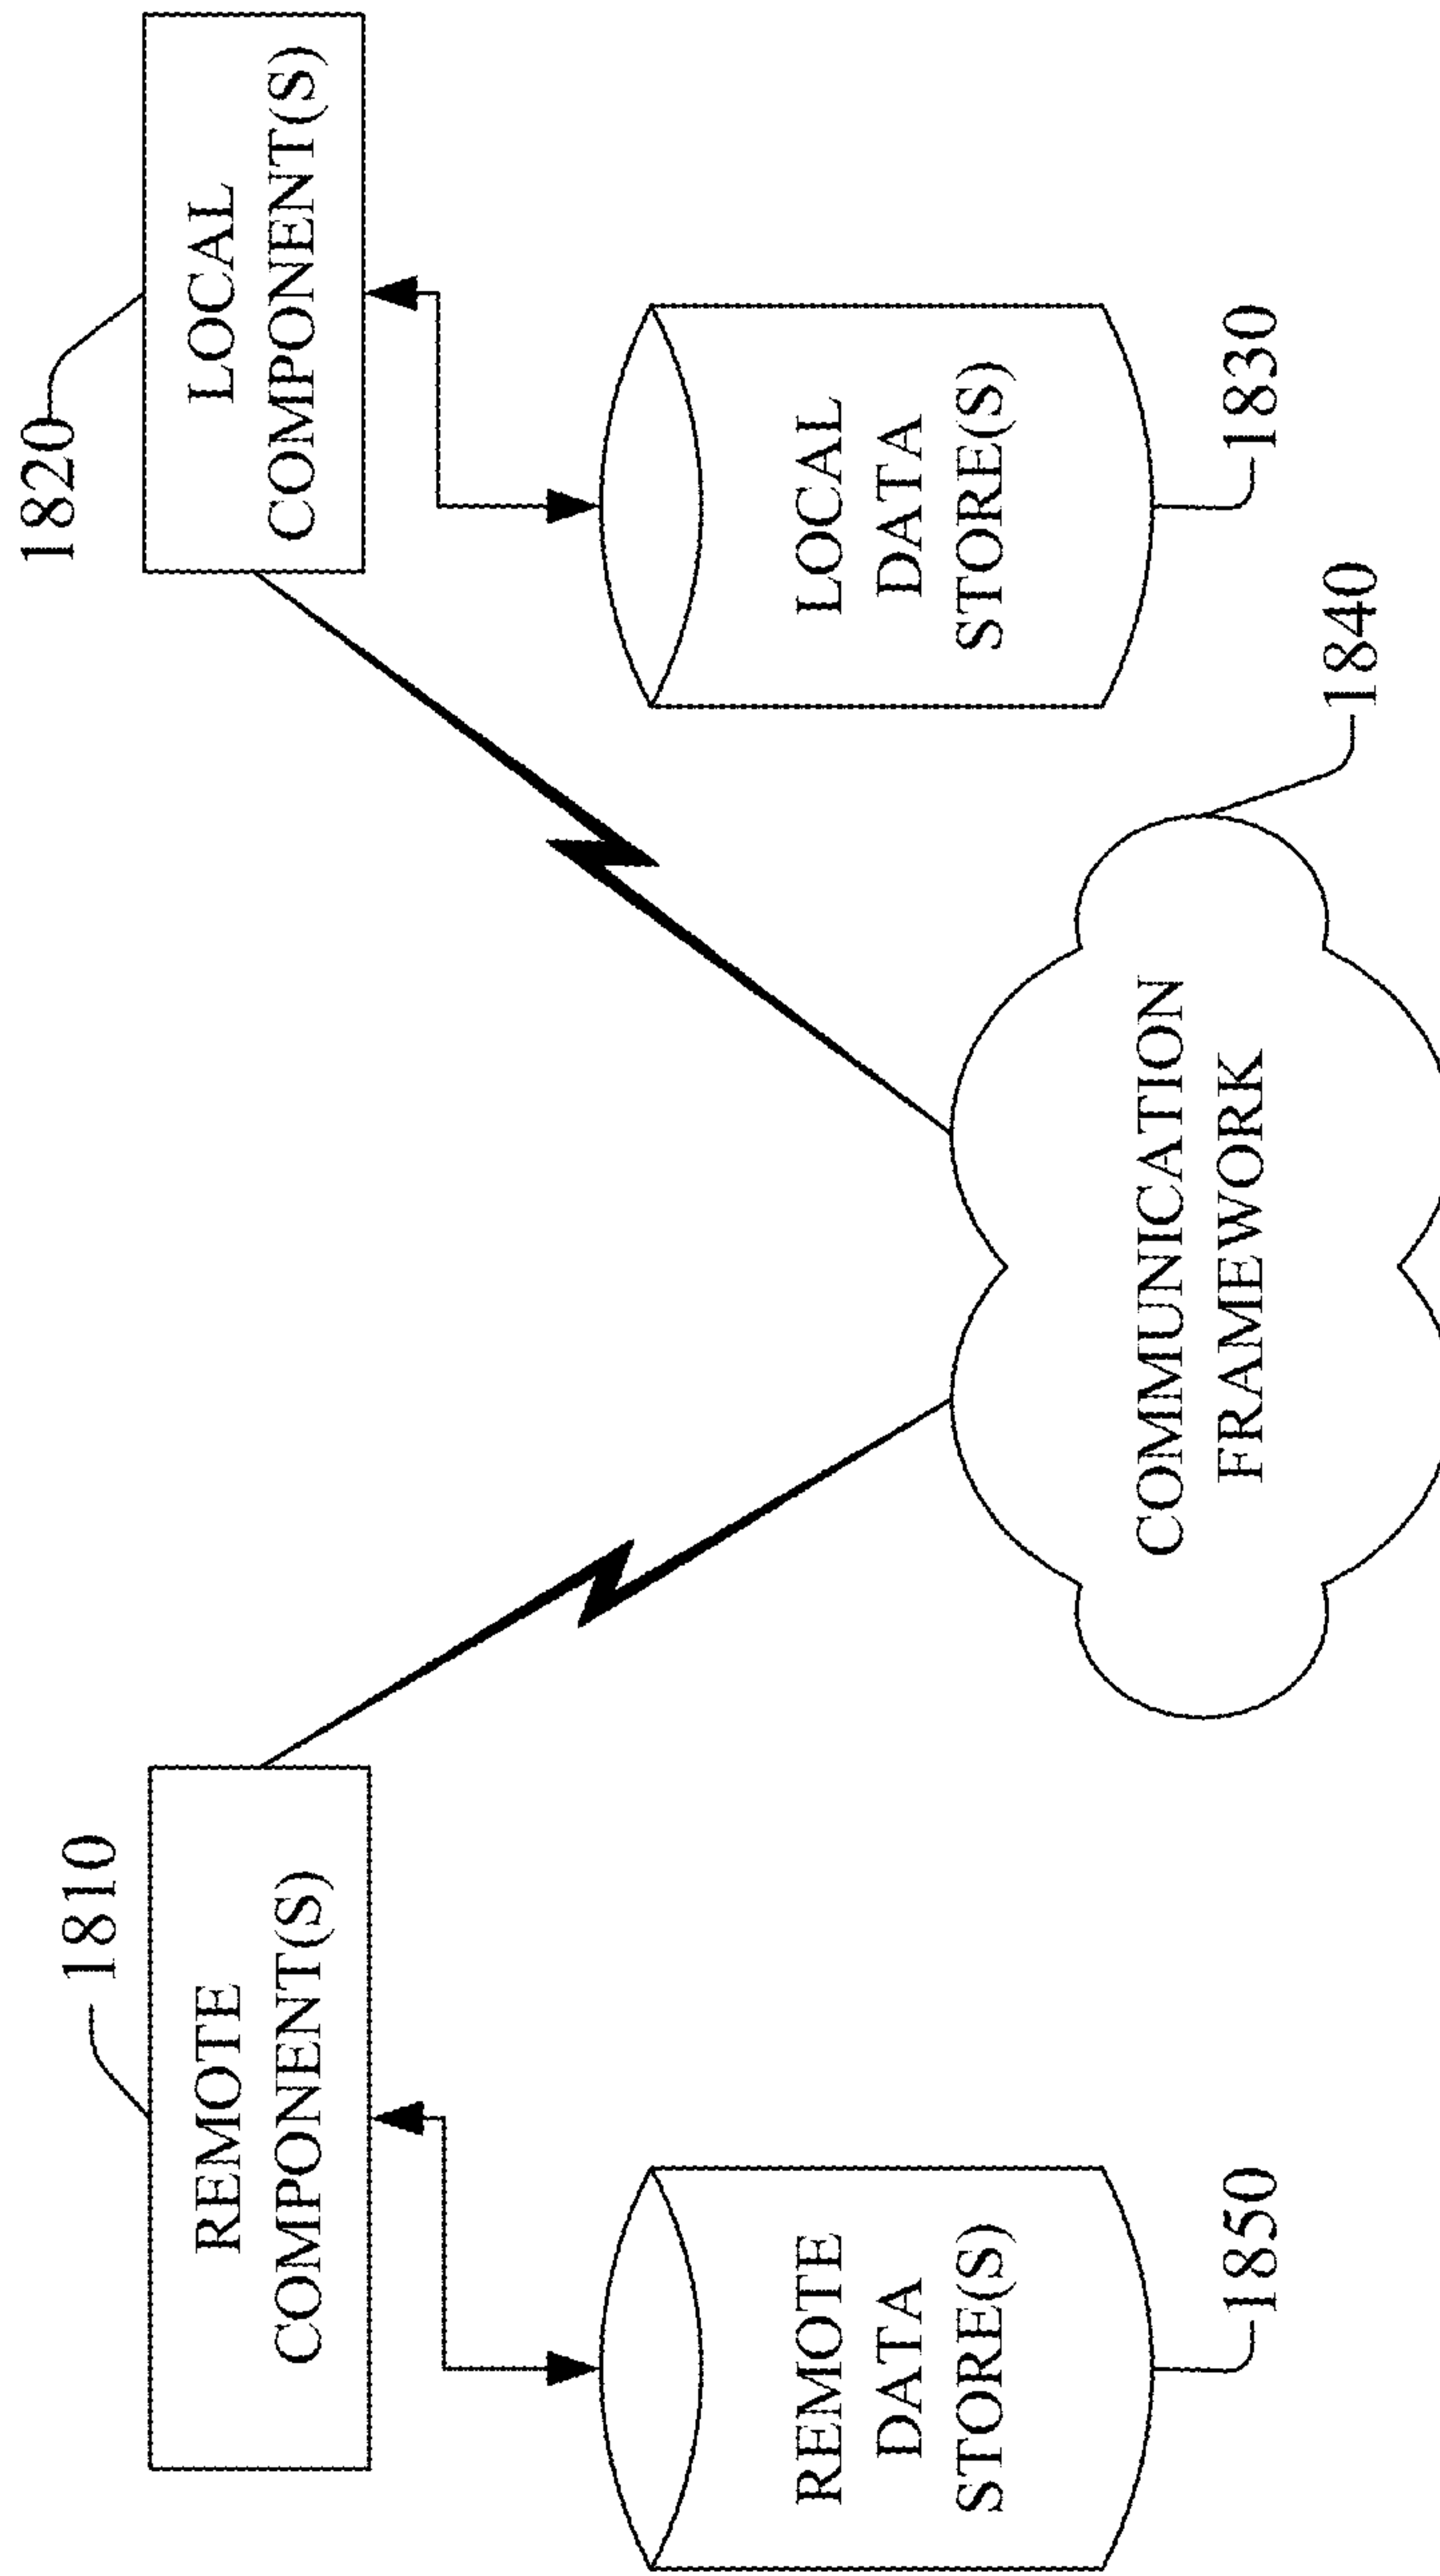 1810
REMOTE
COMPONENT(S)
1820
LOCAL
COMPONENT(S)
REMOTE
DATA
STORE(S)
1850
COMMUNICATION
FRAMEWORK
1840
LOCAL
DATA
STORE(S)
1830